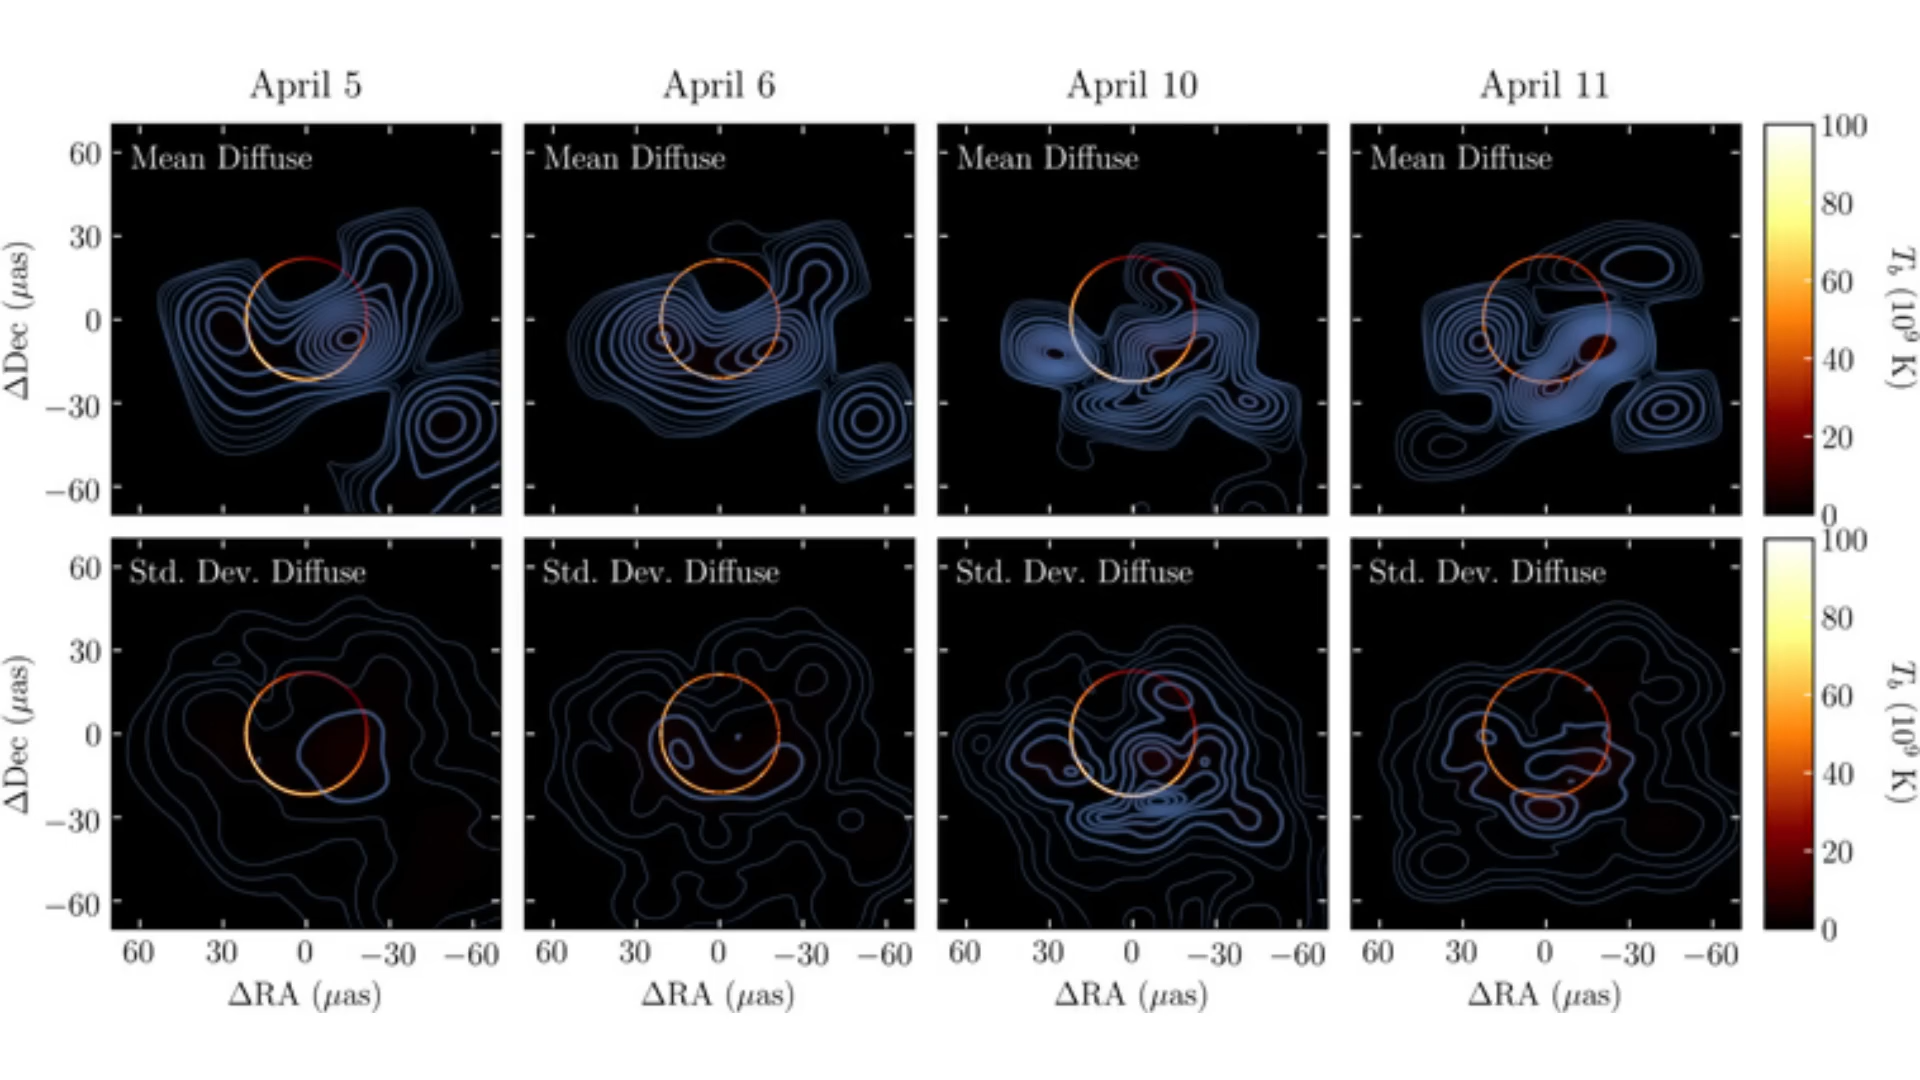 April 5 April 6 April 10 April 11
Mean Diffuse Mean Diffuse Mean Diffuse Mean Diffuse
60
30
0
−30
−60
ΔDec (μas)
100
80
60
40
20
0
T_b (10⁹ K)
Std. Dev. Diffuse Std. Dev. Diffuse Std. Dev. Diffuse Std. Dev. Diffuse
60
30
0
−30
−60
ΔDec (μas)
100
80
60
40
20
0
T_b (10⁹ K)
60 30 0 −30 −60 60 30 0 −30 −60 60 30 0 −30 −60 60 30 0 −30 −60
ΔRA (μas) ΔRA (μas) ΔRA (μas) ΔRA (μas)